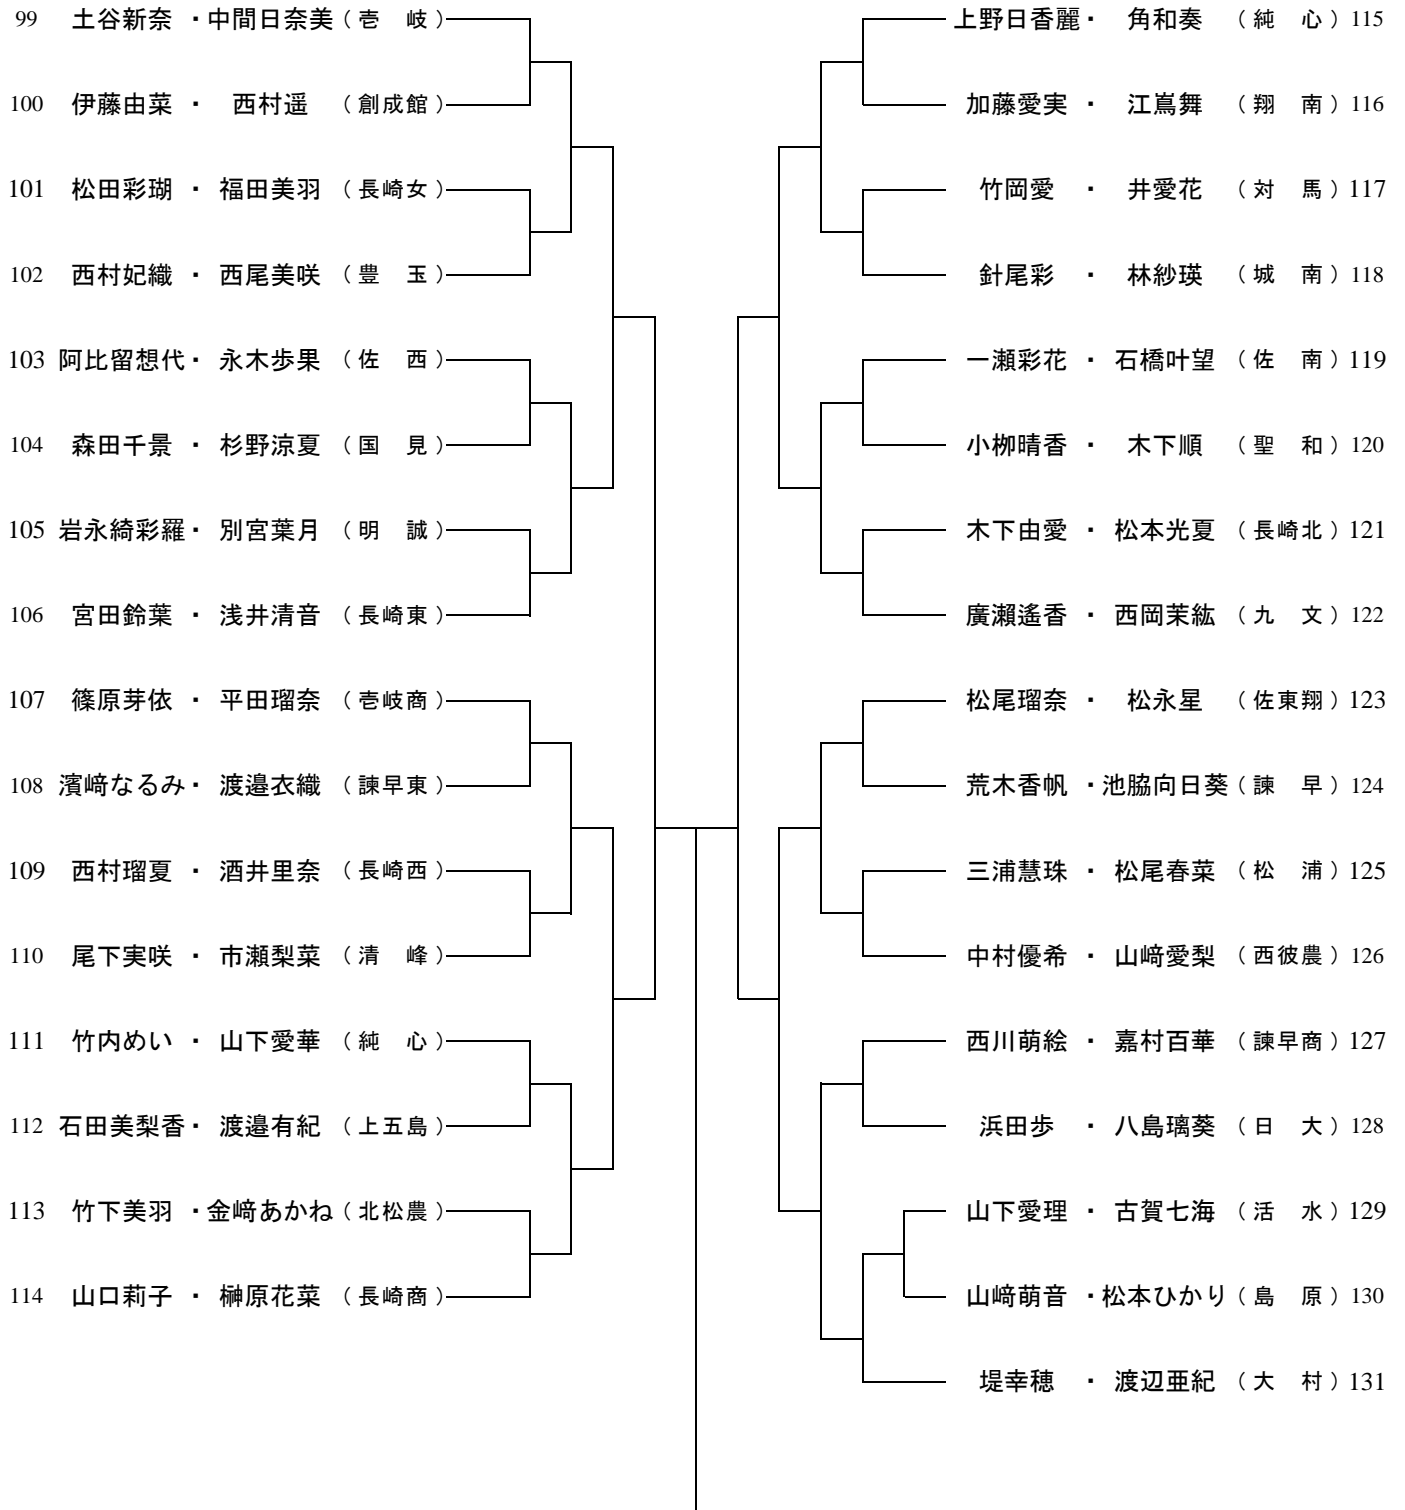 99 土谷新奈 ・ 中間日奈美 （ 壱 岐 ）
100 伊藤由菜 ・ 西村遥 （ 創成館 ）
101 松田彩瑚 ・ 福田美羽 （ 長崎女 ）
102 西村妃織 ・ 西尾美咲 （ 豊 玉 ）
103 阿比留想代 ・ 永木歩果 （ 佐 西 ）
104 森田千景 ・ 杉野涼夏 （ 国 見 ）
105 岩永綺彩羅 ・ 別宮葉月 （ 明 誠 ）
106 宮田鈴葉 ・ 浅井清音 （ 長崎東 ）
107 篠原芽依 ・ 平田瑠奈 （ 壱岐商 ）
108 濱﨑なるみ ・ 渡邉衣織 （ 諫早東 ）
109 西村瑠夏 ・ 酒井里奈 （ 長崎西 ）
110 尾下実咲 ・ 市瀬梨菜 （ 清 峰 ）
111 竹内めい ・ 山下愛華 （ 純 心 ）
112 石田美梨香 ・ 渡邉有紀 （ 上五島 ）
113 竹下美羽 ・ 金﨑あかね （ 北松農 ）
114 山口莉子 ・ 榊原花菜 （ 長崎商 ）
上野日香麗 ・ 角和奏 （ 純 心 ） 115
加藤愛実 ・ 江嶌舞 （ 翔 南 ） 116
竹岡愛 ・ 井愛花 （ 対 馬 ） 117
針尾彩 ・ 林紗瑛 （ 城 南 ） 118
一瀬彩花 ・ 石橋叶望 （ 佐 南 ） 119
小栁晴香 ・ 木下順 （ 聖 和 ） 120
木下由愛 ・ 松本光夏 （ 長崎北 ） 121
廣瀨遙香 ・ 西岡茉紘 （ 九 文 ） 122
松尾瑠奈 ・ 松永星 （ 佐東翔 ） 123
荒木香帆 ・ 池脇向日葵 （ 諫 早 ） 124
三浦慧珠 ・ 松尾春菜 （ 松 浦 ） 125
中村優希 ・ 山﨑愛梨 （ 西彼農 ） 126
西川萌絵 ・ 嘉村百華 （ 諫早商 ） 127
浜田歩 ・ 八島璃葵 （ 日 大 ） 128
山下愛理 ・ 古賀七海 （ 活 水 ） 129
山﨑萌音 ・ 松本ひかり （ 島 原 ） 130
堤幸穂 ・ 渡辺亜紀 （ 大 村 ） 131